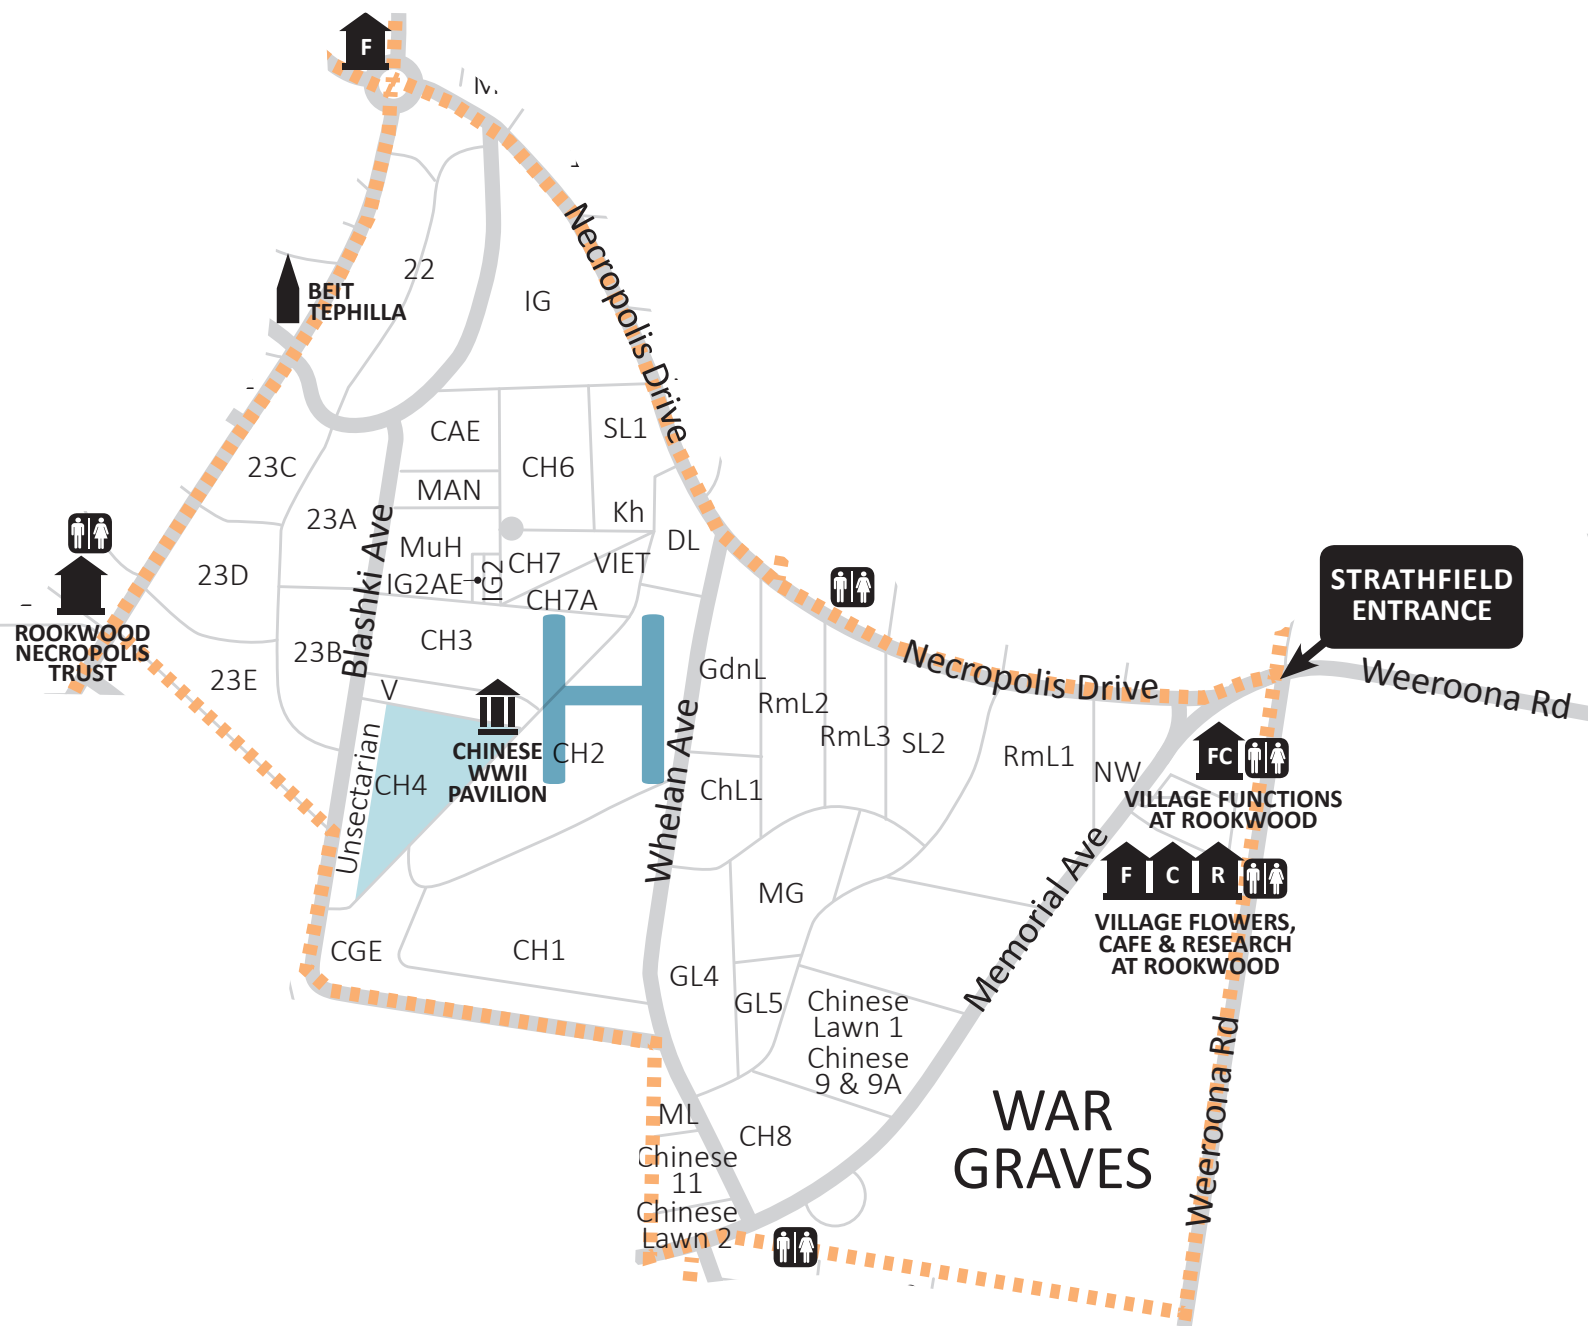 F
22
BEIT
TEPHILLA
IG
Necropolis Drive
CAE
SL1
23C
CH6
MAN
Kh
23A
Blashki Ave
MuH
DL
CH7
VIET
23D
IG2AE
IG2
CH7A
STRATHFIELD
ENTRANCE
ROOKWOOD
NECROPOLIS
TRUST
23B
CH3
23E
V
H
GdnL
RmL2
Necropolis Drive
Weeroona Rd
RmL3
SL2
RmL1
NW
Unsectarian
CH4
CHINESE
WWII
PAVILION
CH2
Whelan Ave
ChL1
FC
VILLAGE FUNCTIONS
AT ROOKWOOD
Memorial Ave
F C R
VILLAGE FLOWERS,
CAFE & RESEARCH
AT ROOKWOOD
MG
CGE
CH1
GL4
GL5
Chinese
Lawn 1
Chinese
9 & 9A
Weeroona Rd
WAR
GRAVES
ML
CH8
Chinese
11
Chinese
Lawn 2